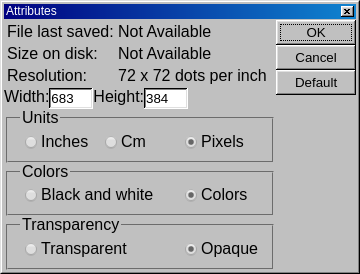 Attributes
File last saved: Not Available
OK
Size on disk: Not Available
Cancel
Resolution: 72 x 72 dots per inch
Default
Width: 683 Height: 384
Units
Inches Cm Pixels
Colors
Black and white Colors
Transparency
Transparent Opaque